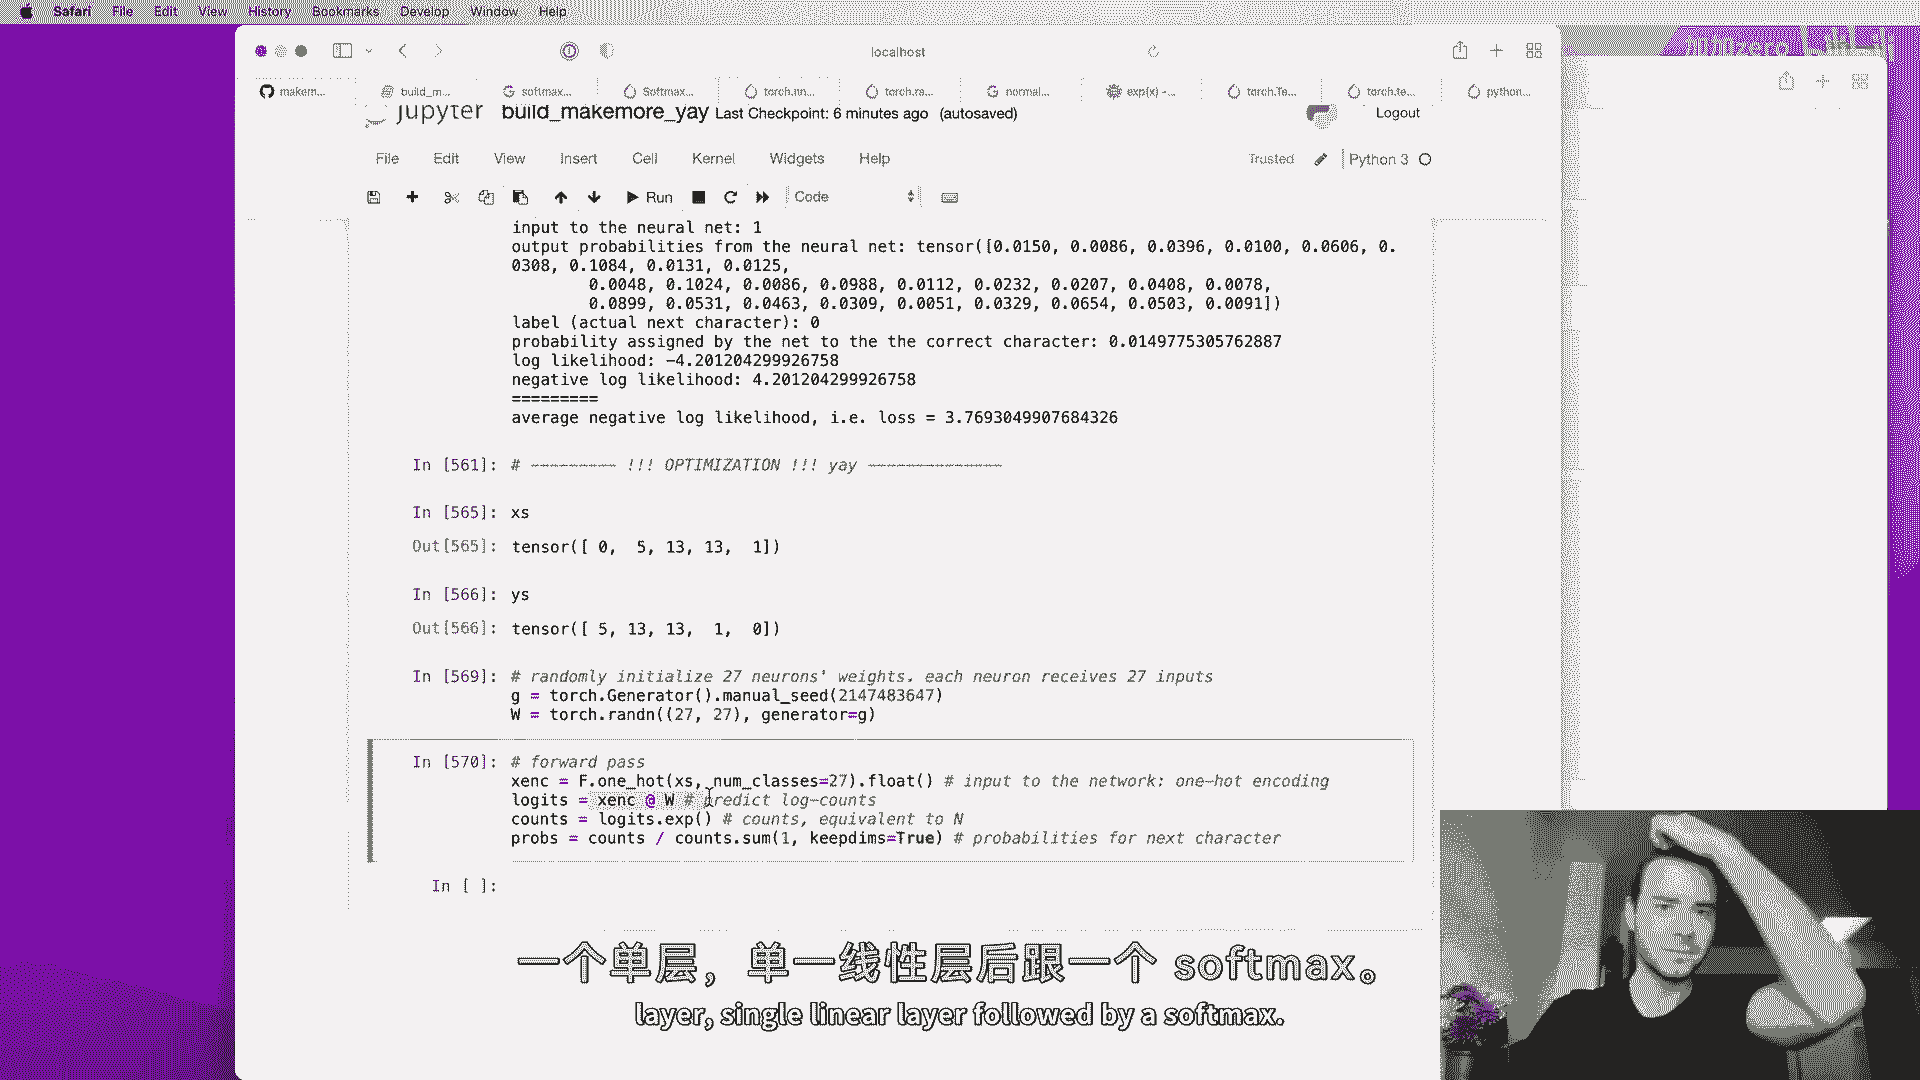 Safari File Edit View History Bookmarks Develop Window Help
localhost
makem... build_m... softmax... Softmax... torch.nn... torch.ra... normal... exp(x) -... torch.Te... torch.te... python...
jupyter build_makemore_yay Last Checkpoint: 6 minutes ago (autosaved) Logout
File Edit View Insert Cell Kernel Widgets Help Trusted Python 3
Run Code
input to the neural net: 1
output probabilities from the neural net: tensor([0.0150, 0.0086, 0.0396, 0.0100, 0.0606, 0.
0308, 0.1084, 0.0131, 0.0125,
0.0048, 0.1024, 0.0086, 0.0988, 0.0112, 0.0232, 0.0207, 0.0408, 0.0078,
0.0899, 0.0531, 0.0463, 0.0309, 0.0051, 0.0329, 0.0654, 0.0503, 0.0091])
label (actual next character): 0
probability assigned by the net to the the correct character: 0.0149775305762887
log likelihood: -4.201204299926758
negative log likelihood: 4.201204299926758
=========
average negative log likelihood, i.e. loss = 3.7693049907684326
In [561]: # --------- !!! OPTIMIZATION !!! yay --------------
In [565]: xs
Out[565]: tensor([ 0, 5, 13, 13, 1])
In [566]: ys
Out[566]: tensor([ 5, 13, 13, 1, 0])
In [569]: # randomly initialize 27 neurons' weights. each neuron receives 27 inputs
g = torch.Generator().manual_seed(2147483647)
W = torch.randn((27, 27), generator=g)
In [570]: # forward pass
xenc = F.one_hot(xs, num_classes=27).float() # input to the network: one-hot encoding
logits = xenc @ W # predict log-counts
counts = logits.exp() # counts, equivalent to N
probs = counts / counts.sum(1, keepdims=True) # probabilities for next character
In [ ]:
一个单层，单一线性层后跟一个 softmax。
layer, single linear layer followed by a softmax.